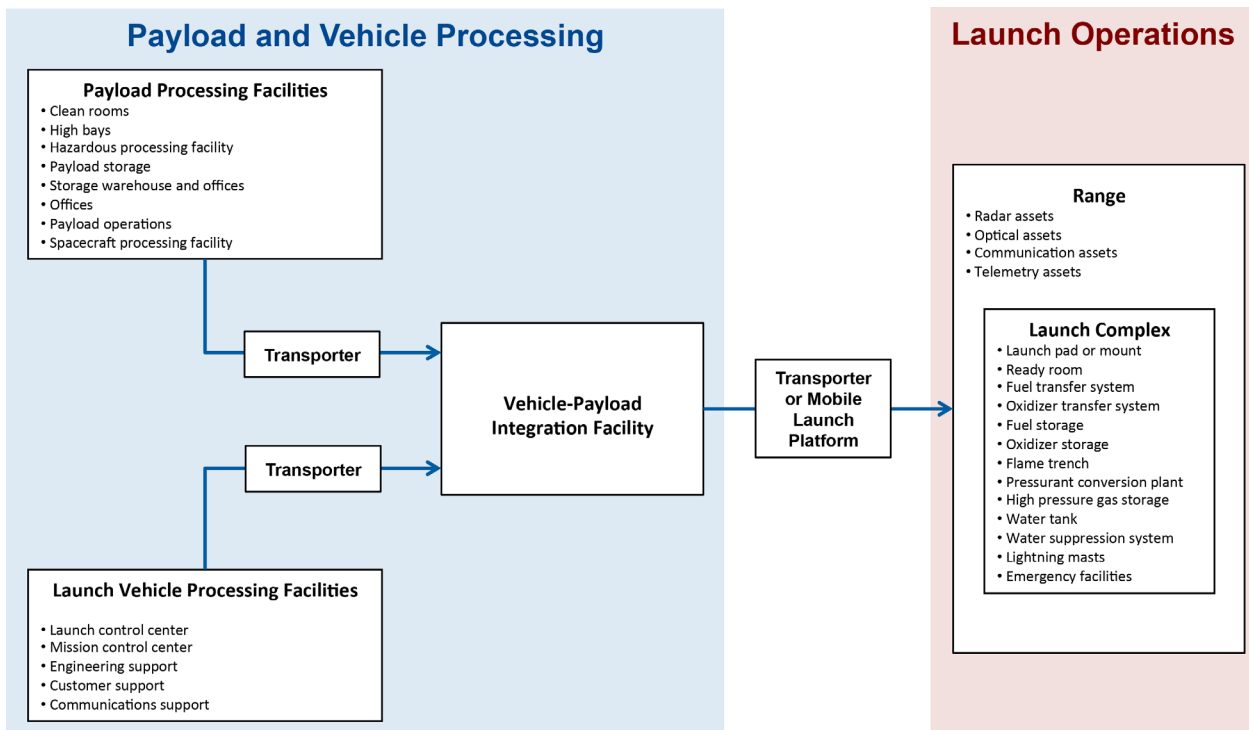 Payload and Vehicle Processing
Payload Processing Facilities
• Clean rooms
• High bays
• Hazardous processing facility
• Payload storage
• Storage warehouse and offices
• Offices
• Payload operations
• Spacecraft processing facility
Transporter
Vehicle-Payload
Integration Facility
Transporter
Launch Vehicle Processing Facilities
• Launch control center
• Mission control center
• Engineering support
• Customer support
• Communications support
Transporter
or Mobile
Launch
Platform
Launch Operations
Range
• Radar assets
• Optical assets
• Communication assets
• Telemetry assets
Launch Complex
• Launch pad or mount
• Ready room
• Fuel transfer system
• Oxidizer transfer system
• Fuel storage
• Oxidizer storage
• Flame trench
• Pressurant conversion plant
• High pressure gas storage
• Water tank
• Water suppression system
• Lightning masts
• Emergency facilities